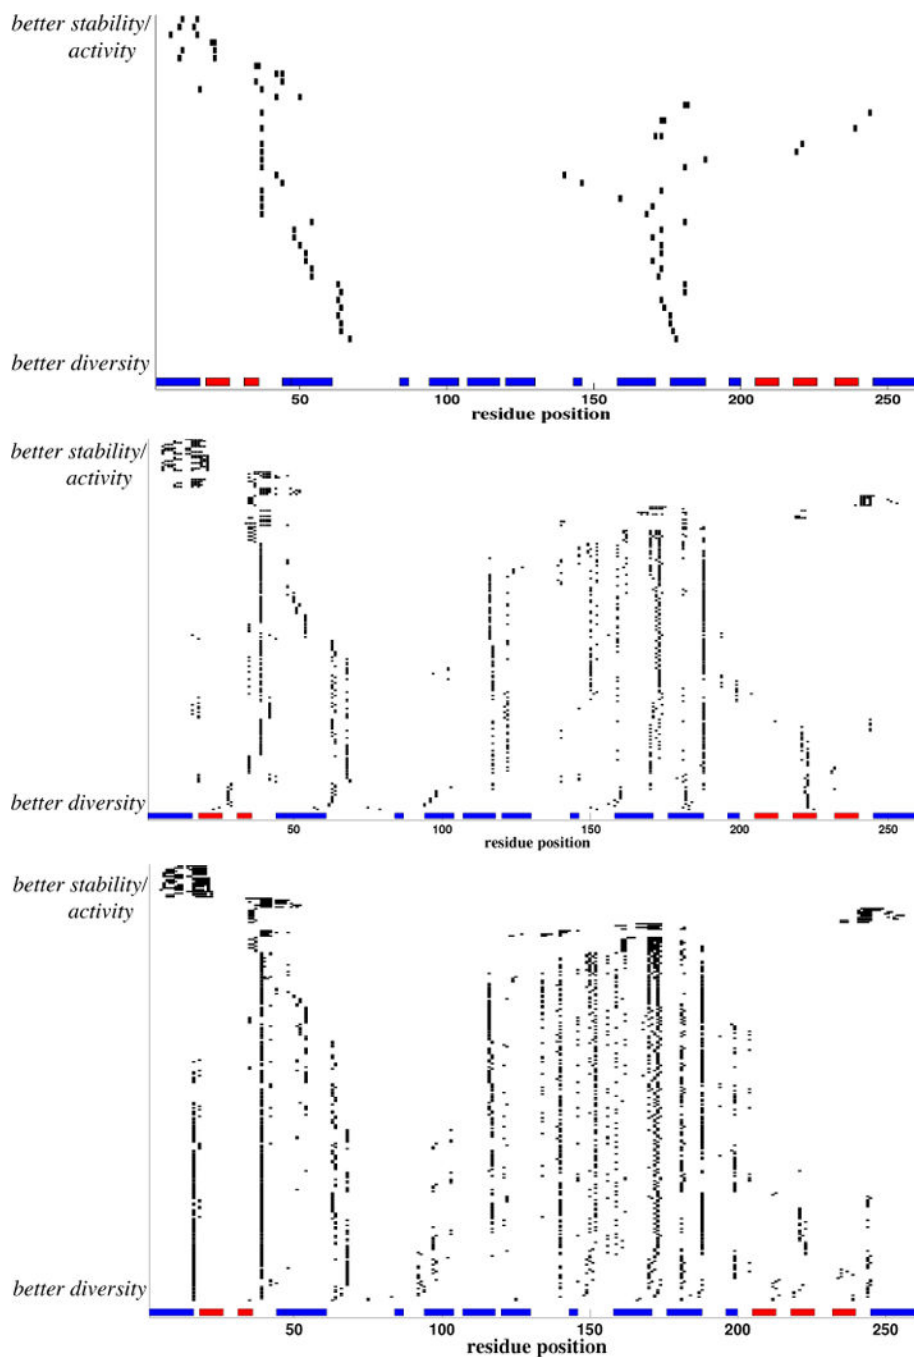 better stability/
activity
better diversity
50 100 150 200 250
residue position
better stability/
activity
better diversity
50 100 150 200 250
residue position
better stability/
activity
better diversity
50 100 150 200 250
residue position